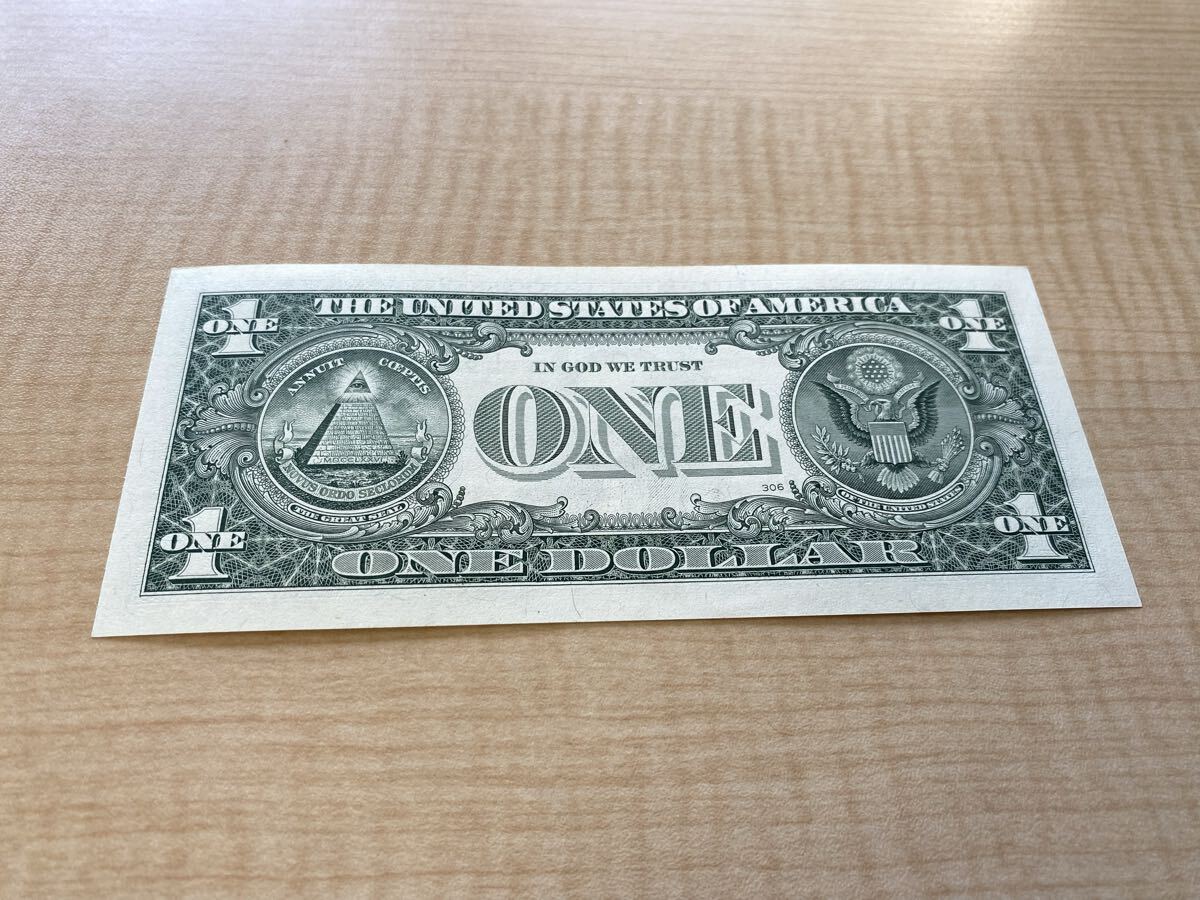 THE UNITED STATES OF AMERICA
1
ONE
1
ONE
ANNUIT CŒPTIS
MDCCLXXVI
NOVUS ORDO SECLORUM
THE GREAT SEAL
IN GOD WE TRUST
ONE
306
OF THE UNITED STATES
1
ONE
1
ONE
ONE DOLLAR